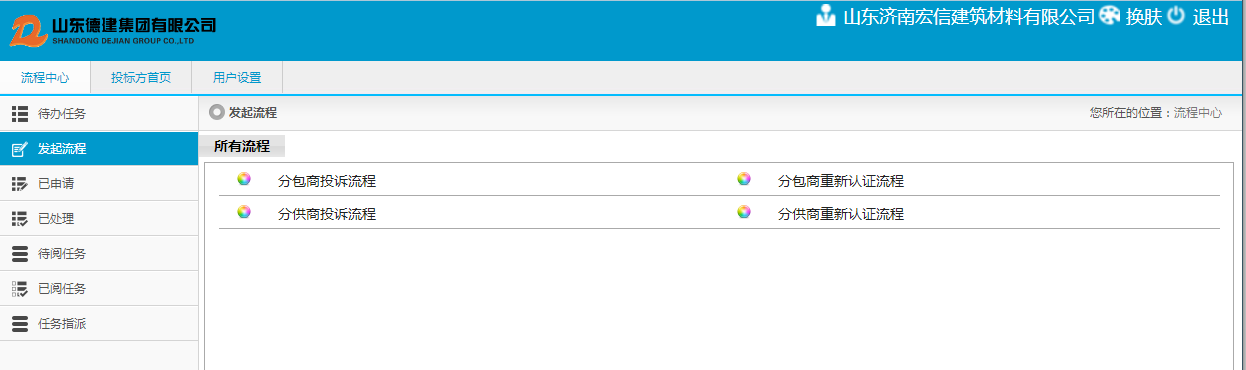 山东德建集团有限公司
SHANDONG DEJIAN GROUP CO.,LTD
山东济南宏信建筑材料有限公司 换肤 退出
流程中心 投标方首页 用户设置
待办任务
发起流程
已申请
已处理
待阅任务
已阅任务
任务指派
发起流程
您所在的位置：流程中心
所有流程
分包商投诉流程 分包商重新认证流程
分供商投诉流程 分供商重新认证流程